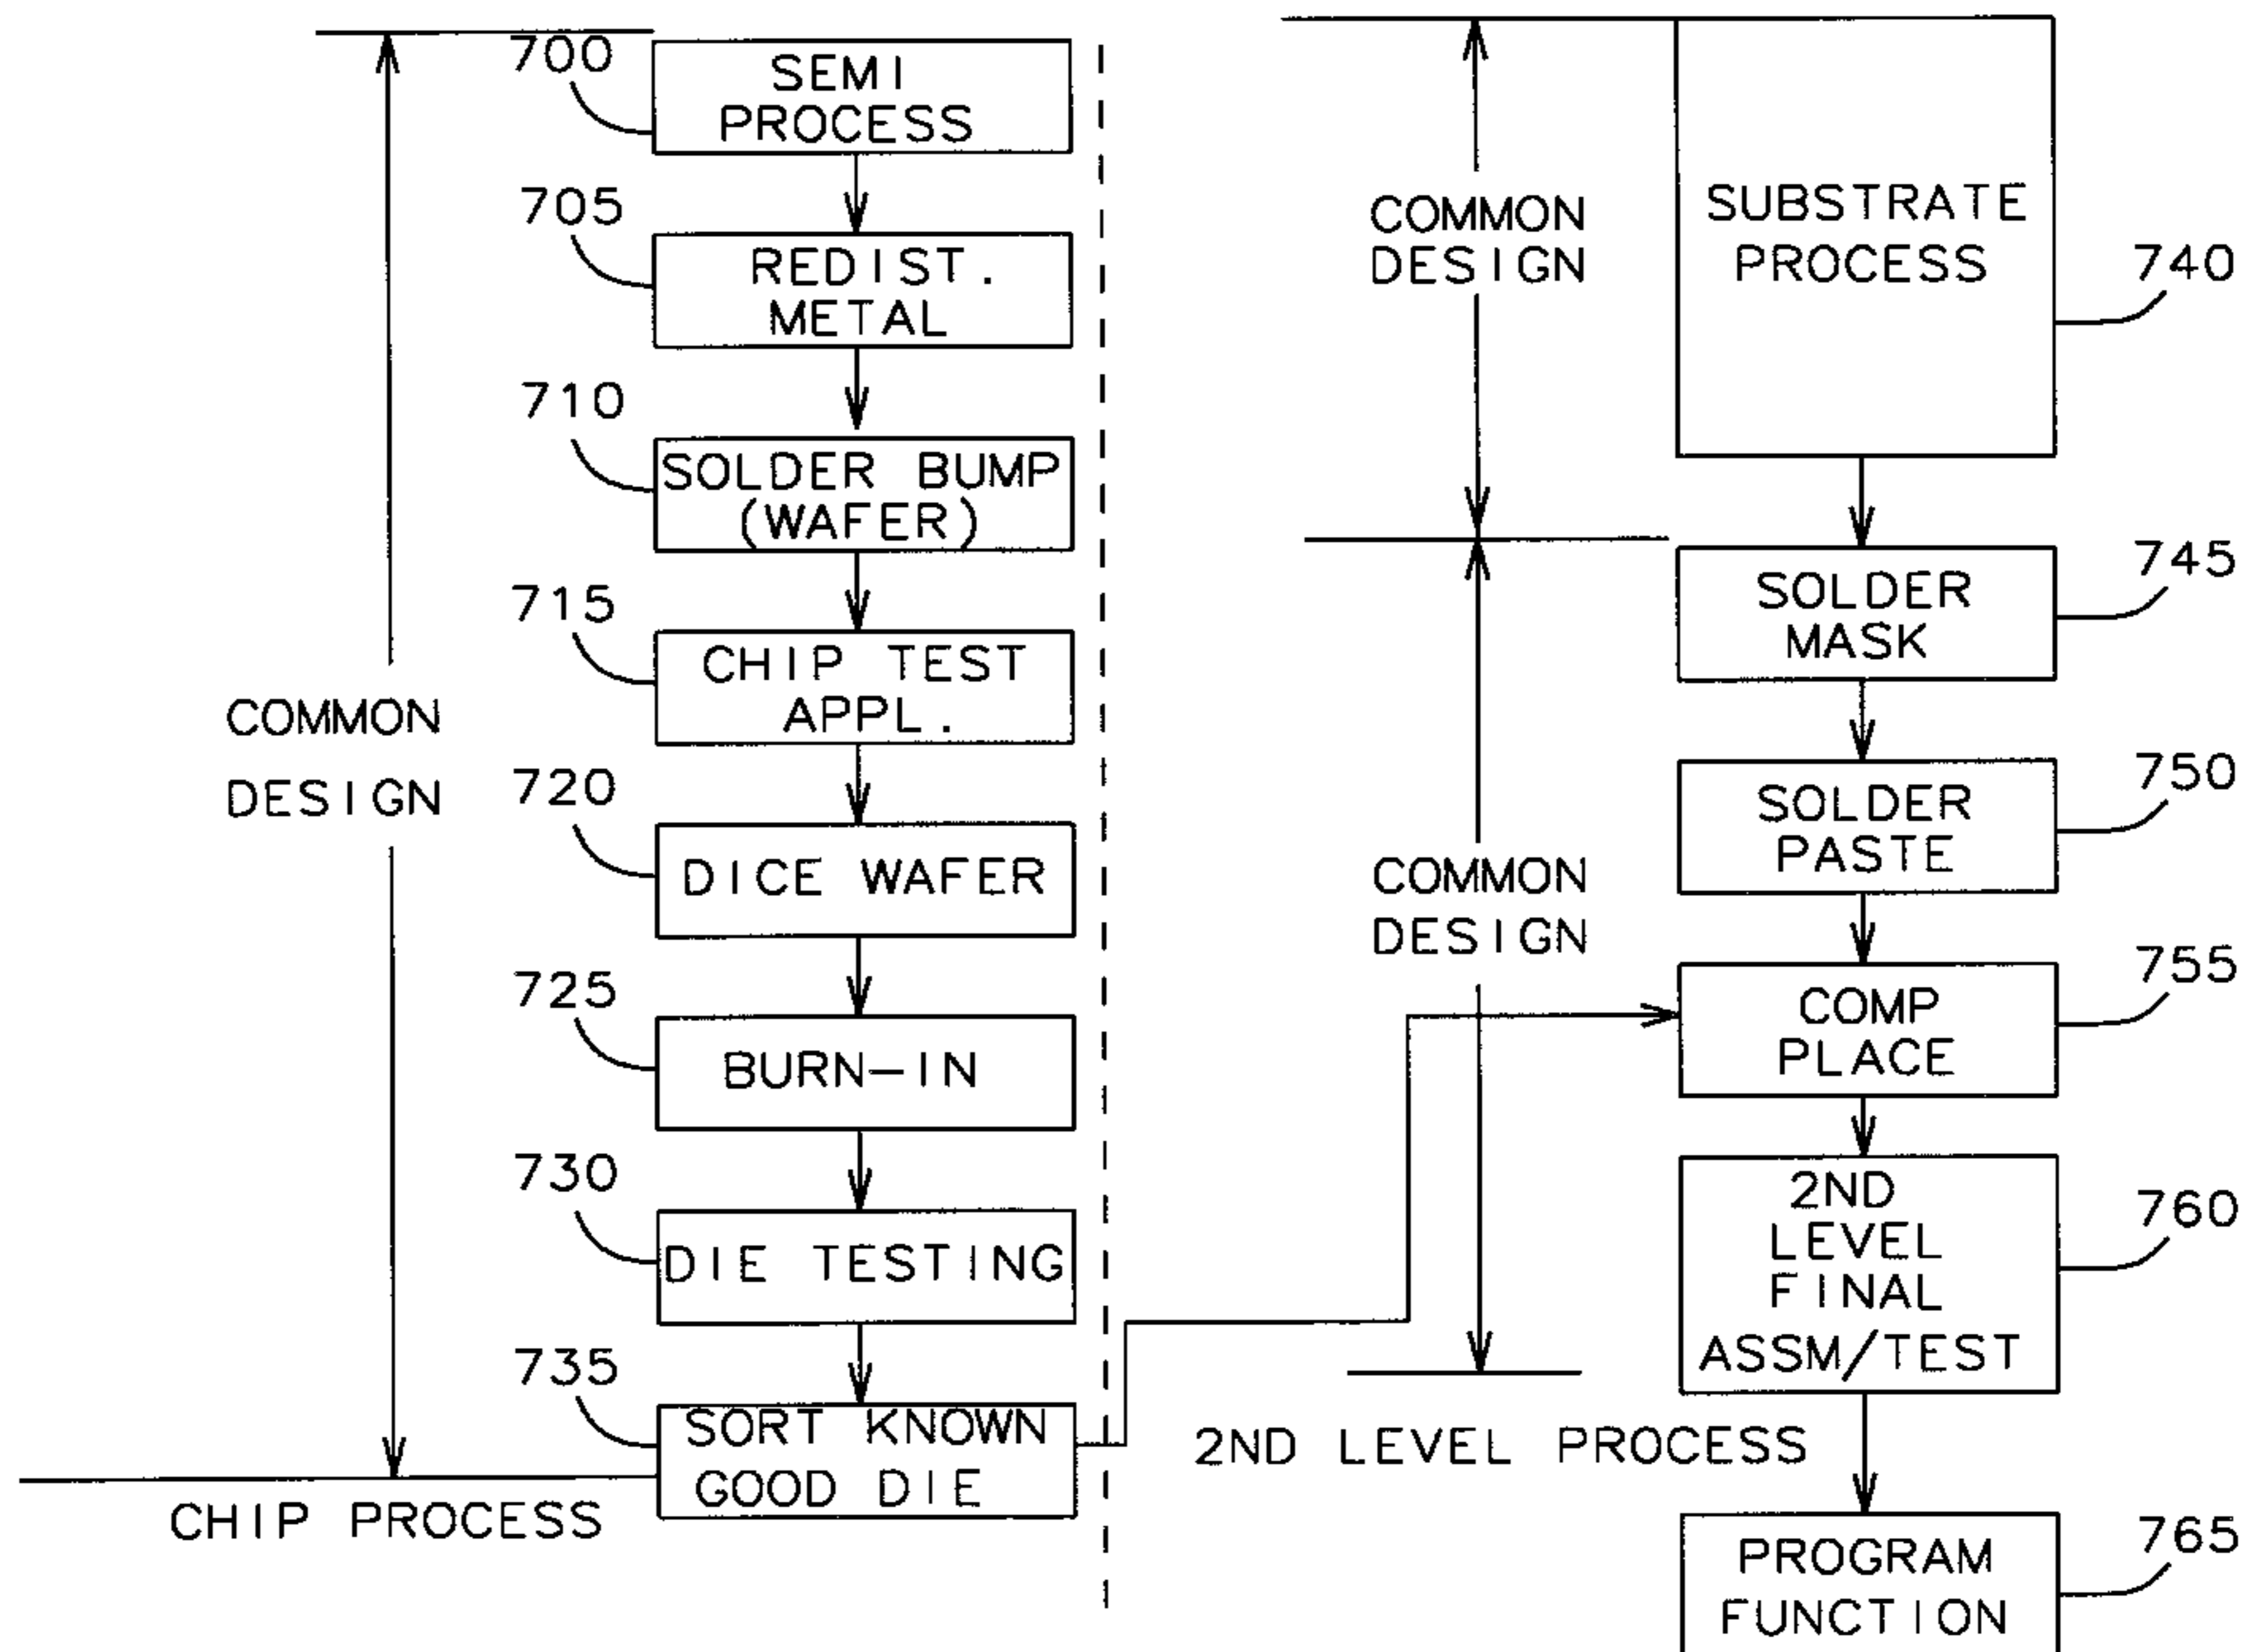 700
SEMI
PROCESS
705
REDIST.
METAL
710
SOLDER BUMP
(WAFER)
715
CHIP TEST
APPL.
COMMON
DESIGN
720
DICE WAFER
725
BURN-IN
730
DIE TESTING
735
SORT KNOWN
GOOD DIE
CHIP PROCESS
COMMON
DESIGN
SUBSTRATE
PROCESS
740
SOLDER
MASK
745
COMMON
DESIGN
SOLDER
PASTE
750
COMP
PLACE
755
2ND
LEVEL
FINAL
ASSM/TEST
760
2ND LEVEL PROCESS
PROGRAM
FUNCTION
765